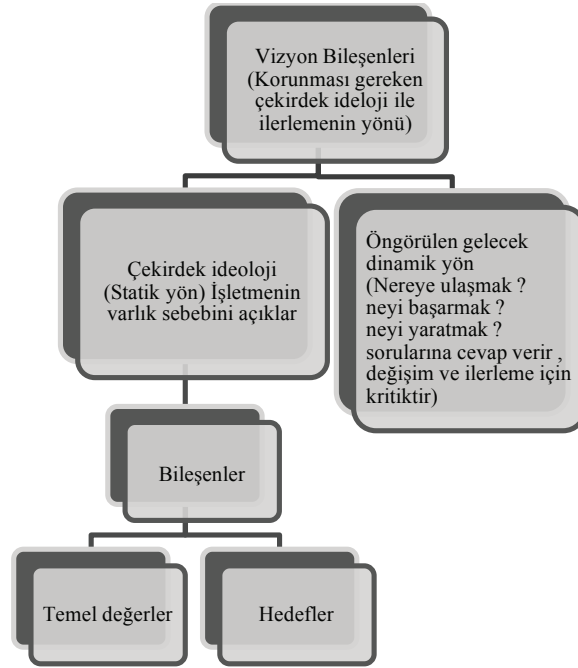 Vizyon Bileşenleri
(Korunması gereken
çekirdek ideloji ile
ilerlemenin yönü)
Çekirdek ideoloji
(Statik yön) İşletmenin
varlık sebebini açıklar
Öngörülen gelecek
dinamik yön
(Nereye ulaşmak ?
neyi başarmak ?
neyi yaratmak ?
sorularına cevap verir ,
değişim ve ilerleme için
kritiktir)
Bileşenler
Temel değerler
Hedefler